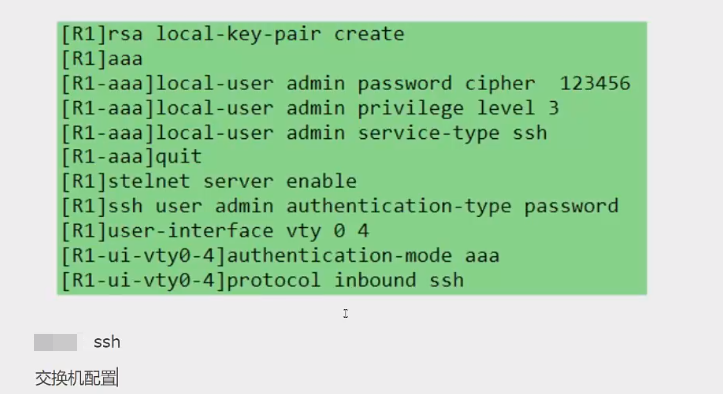 [R1]rsa local-key-pair create
[R1]aaa
[R1-aaa]local-user admin password cipher  123456
[R1-aaa]local-user admin privilege level 3
[R1-aaa]local-user admin service-type ssh
[R1-aaa]quit
[R1]stelnet server enable
[R1]ssh user admin authentication-type password
[R1]user-interface vty 0 4
[R1-ui-vty0-4]authentication-mode aaa
[R1-ui-vty0-4]protocol inbound ssh
ssh
交换机配置